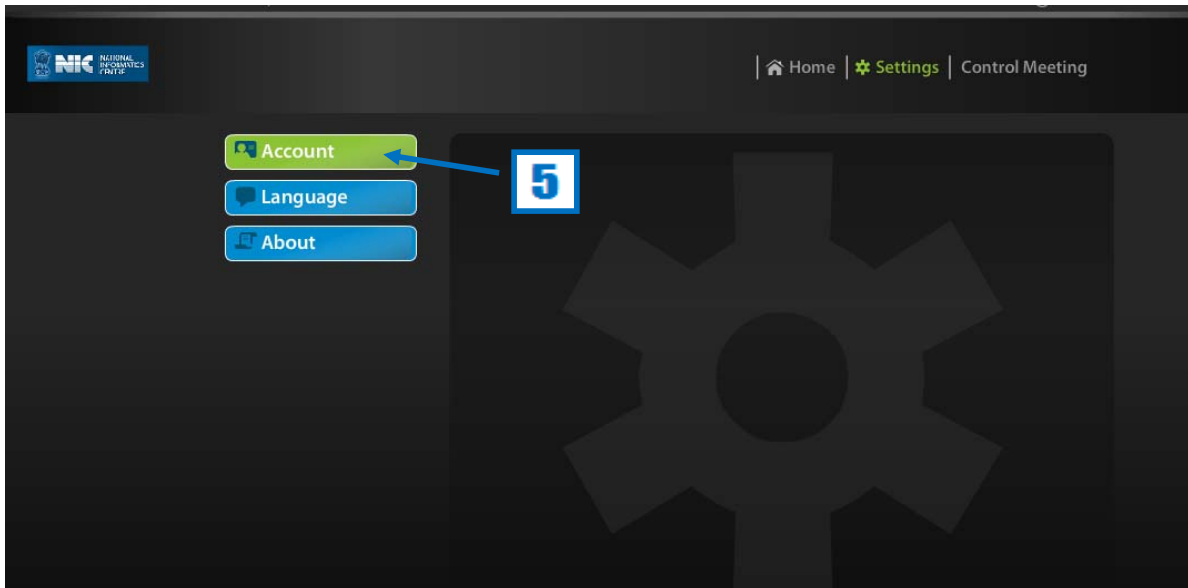 NIC NATIONAL
INFORMATICS
CENTRE
Home Settings Control Meeting
Account
5
Language
About